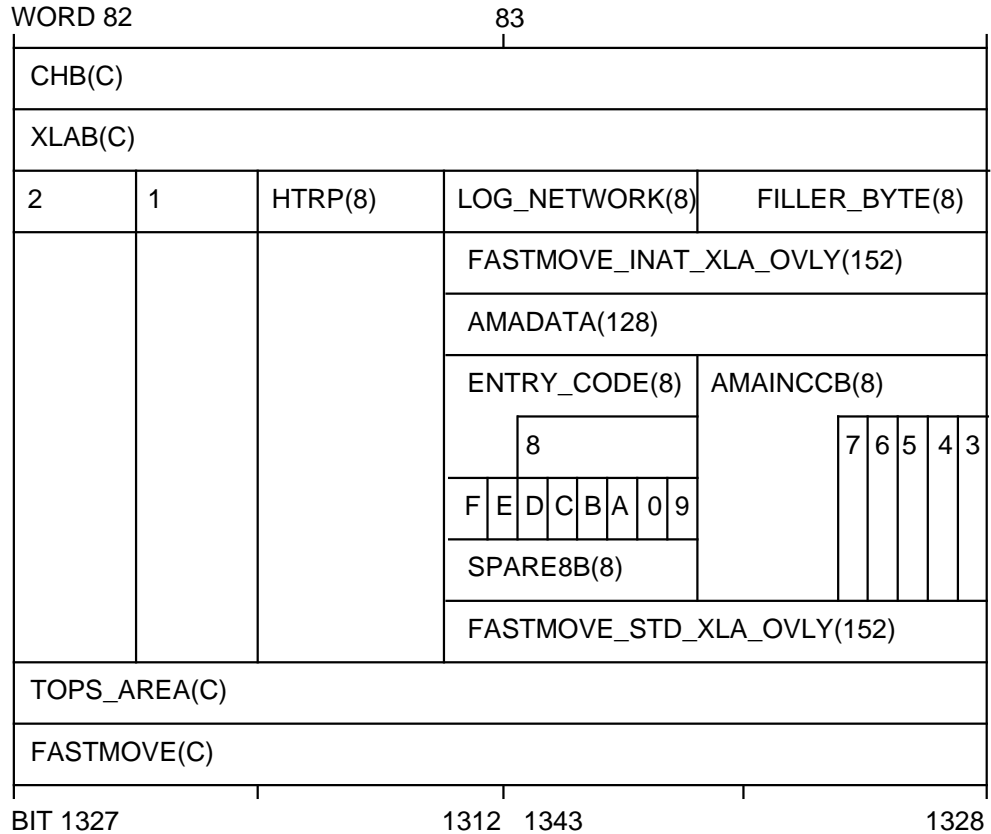 WORD 82 83
CHB(C)
XLAB(C)
2 1 HTRP(8) LOG_NETWORK(8) FILLER_BYTE(8)
FASTMOVE_INAT_XLA_OVLY(152)
AMADATA(128)
ENTRY_CODE(8) AMAINCCB(8)
8 7 6 5 4 3
F E D C B A 0 9
SPARE8B(8)
FASTMOVE_STD_XLA_OVLY(152)
TOPS_AREA(C)
FASTMOVE(C)
BIT 1327 1312 1343 1328